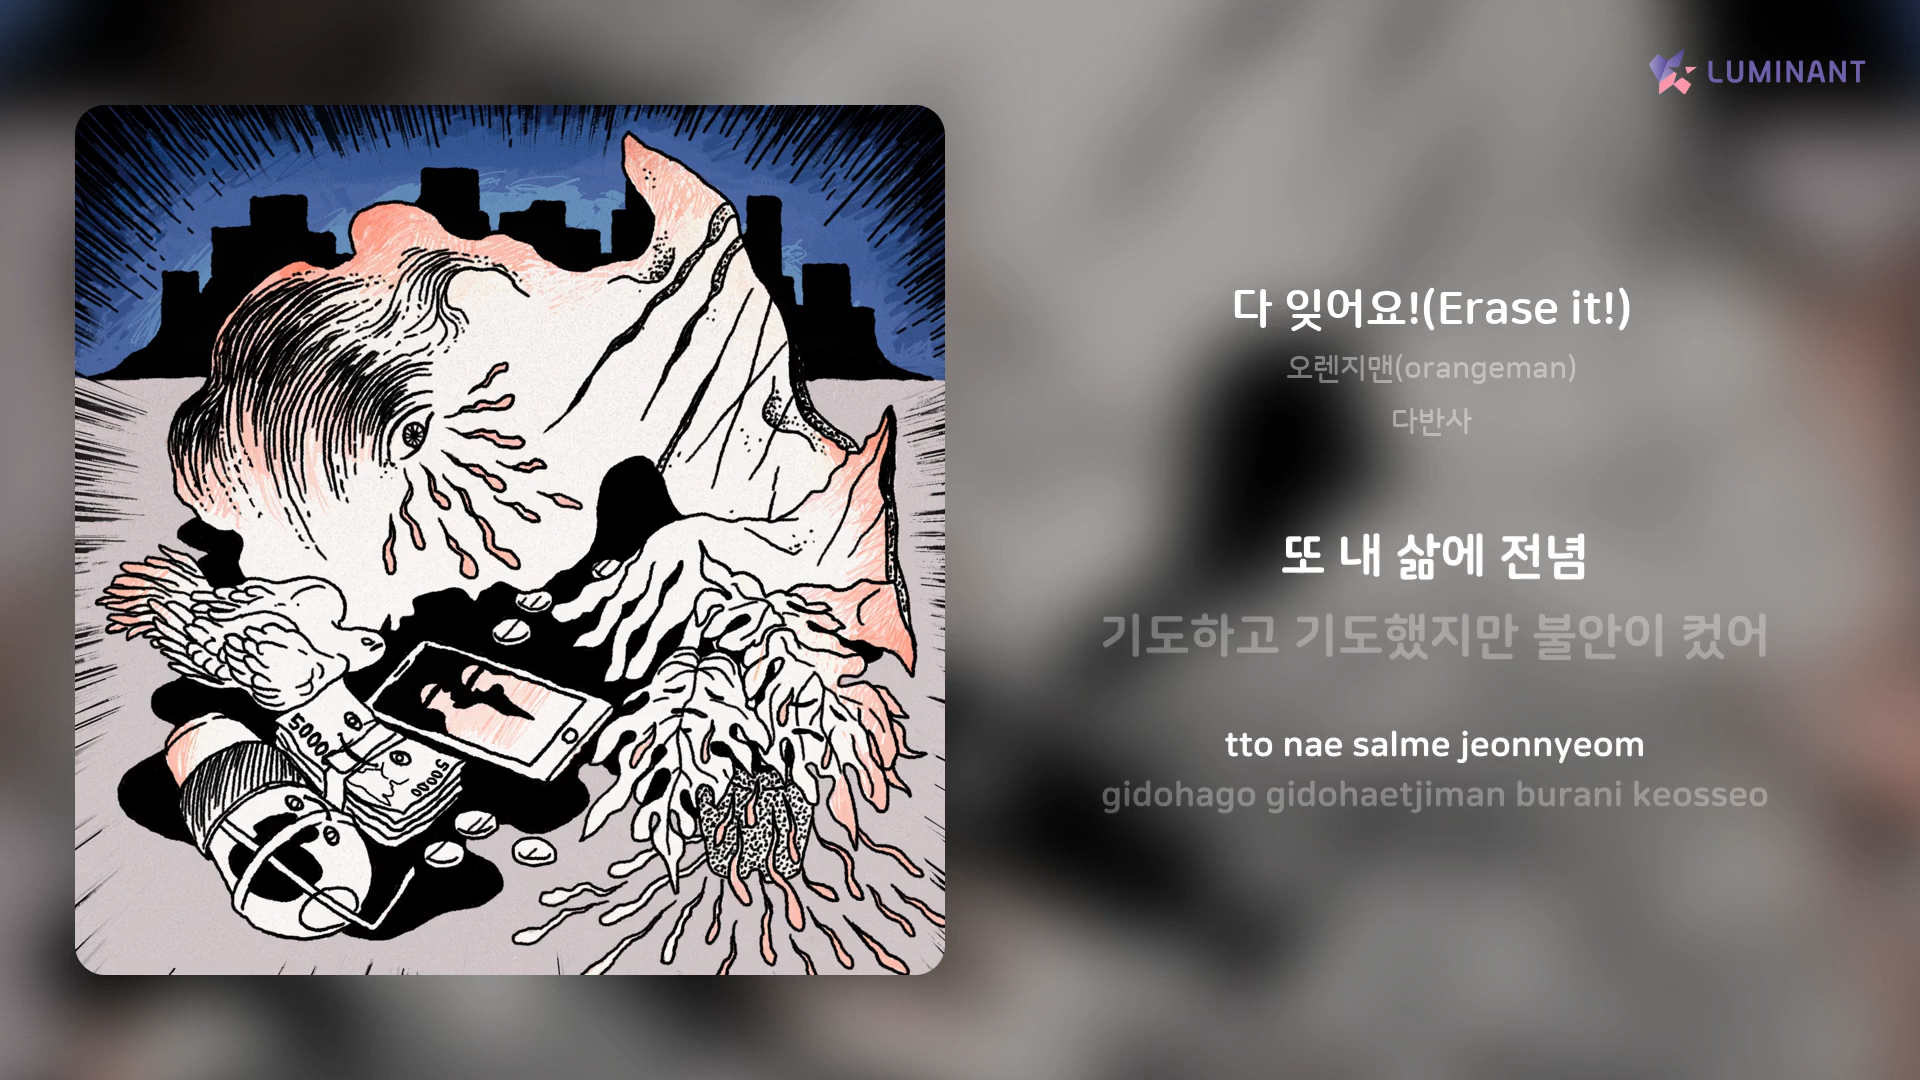 LUMINANT
다 잊어요!(Erase it!)
오렌지맨(orangeman)
다반사
또 내 삶에 전념
기도하고 기도했지만 불안이 컸어
tto nae salme jeonnyeom
gidohago gidohaetjiman burani keosseo
5000
50000